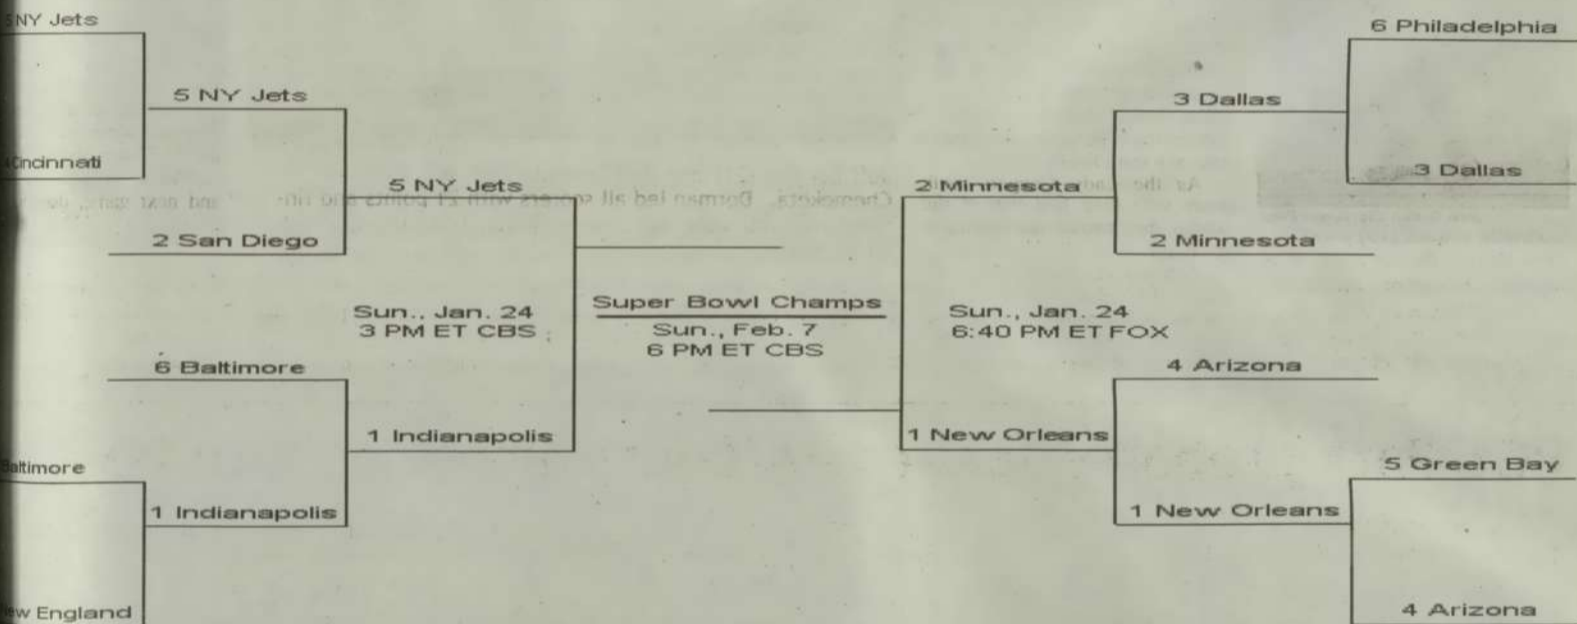 5 NY Jets
6 Philadelphia
5 NY Jets
3 Dallas
Cincinnati
3 Dallas
5 NY Jets
2 Minnesota
2 San Diego
2 Minnesota
Sun., Jan. 24
3 PM ET CBS
Super Bowl Champs
Sun., Feb. 7
6 PM ET CBS
Sun., Jan. 24
6:40 PM ET FOX
6 Baltimore
4 Arizona
1 Indianapolis
1 New Orleans
Baltimore
5 Green Bay
1 Indianapolis
1 New Orleans
England
4 Arizona